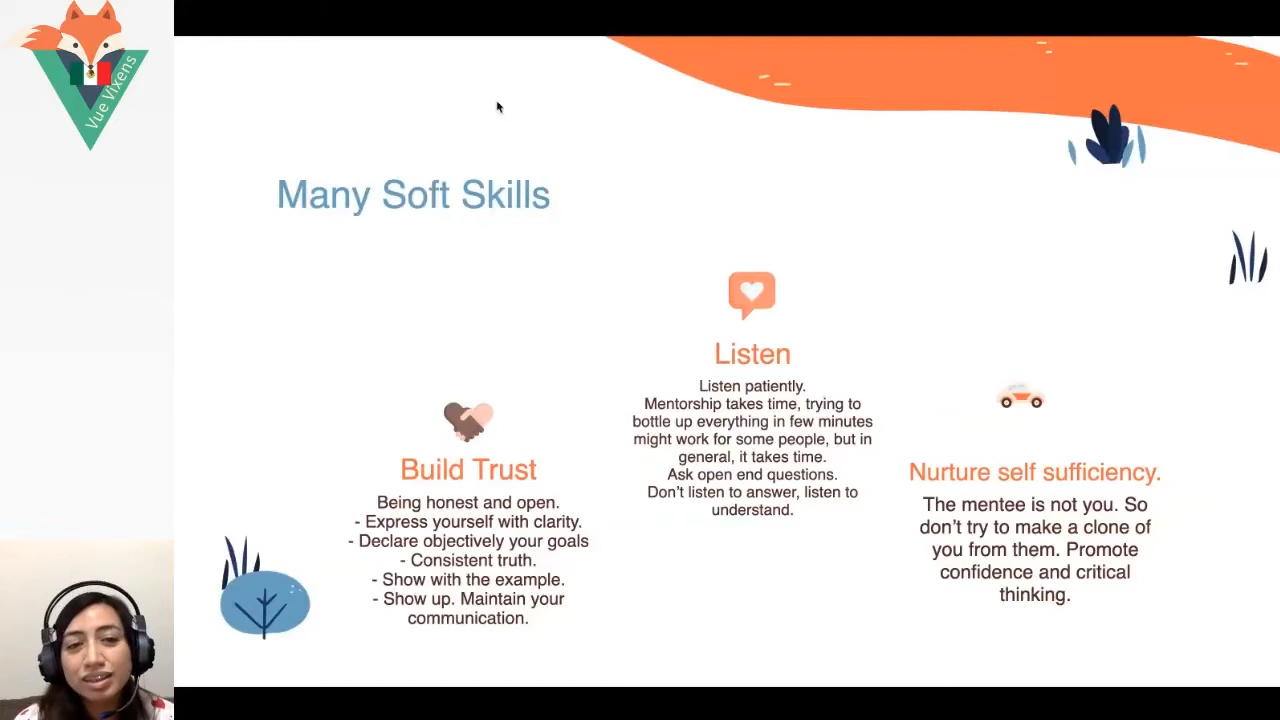 Vue Vixens
Many Soft Skills
Build Trust
Being honest and open.
- Express yourself with clarity.
- Declare objectively your goals
- Consistent truth.
- Show with the example.
- Show up. Maintain your
communication.
Listen
Listen patiently.
Mentorship takes time, trying to
bottle up everything in few minutes
might work for some people, but in
general, it takes time.
Ask open end questions.
Don't listen to answer, listen to
understand.
Nurture self sufficiency.
The mentee is not you. So
don't try to make a clone of
you from them. Promote
confidence and critical
thinking.